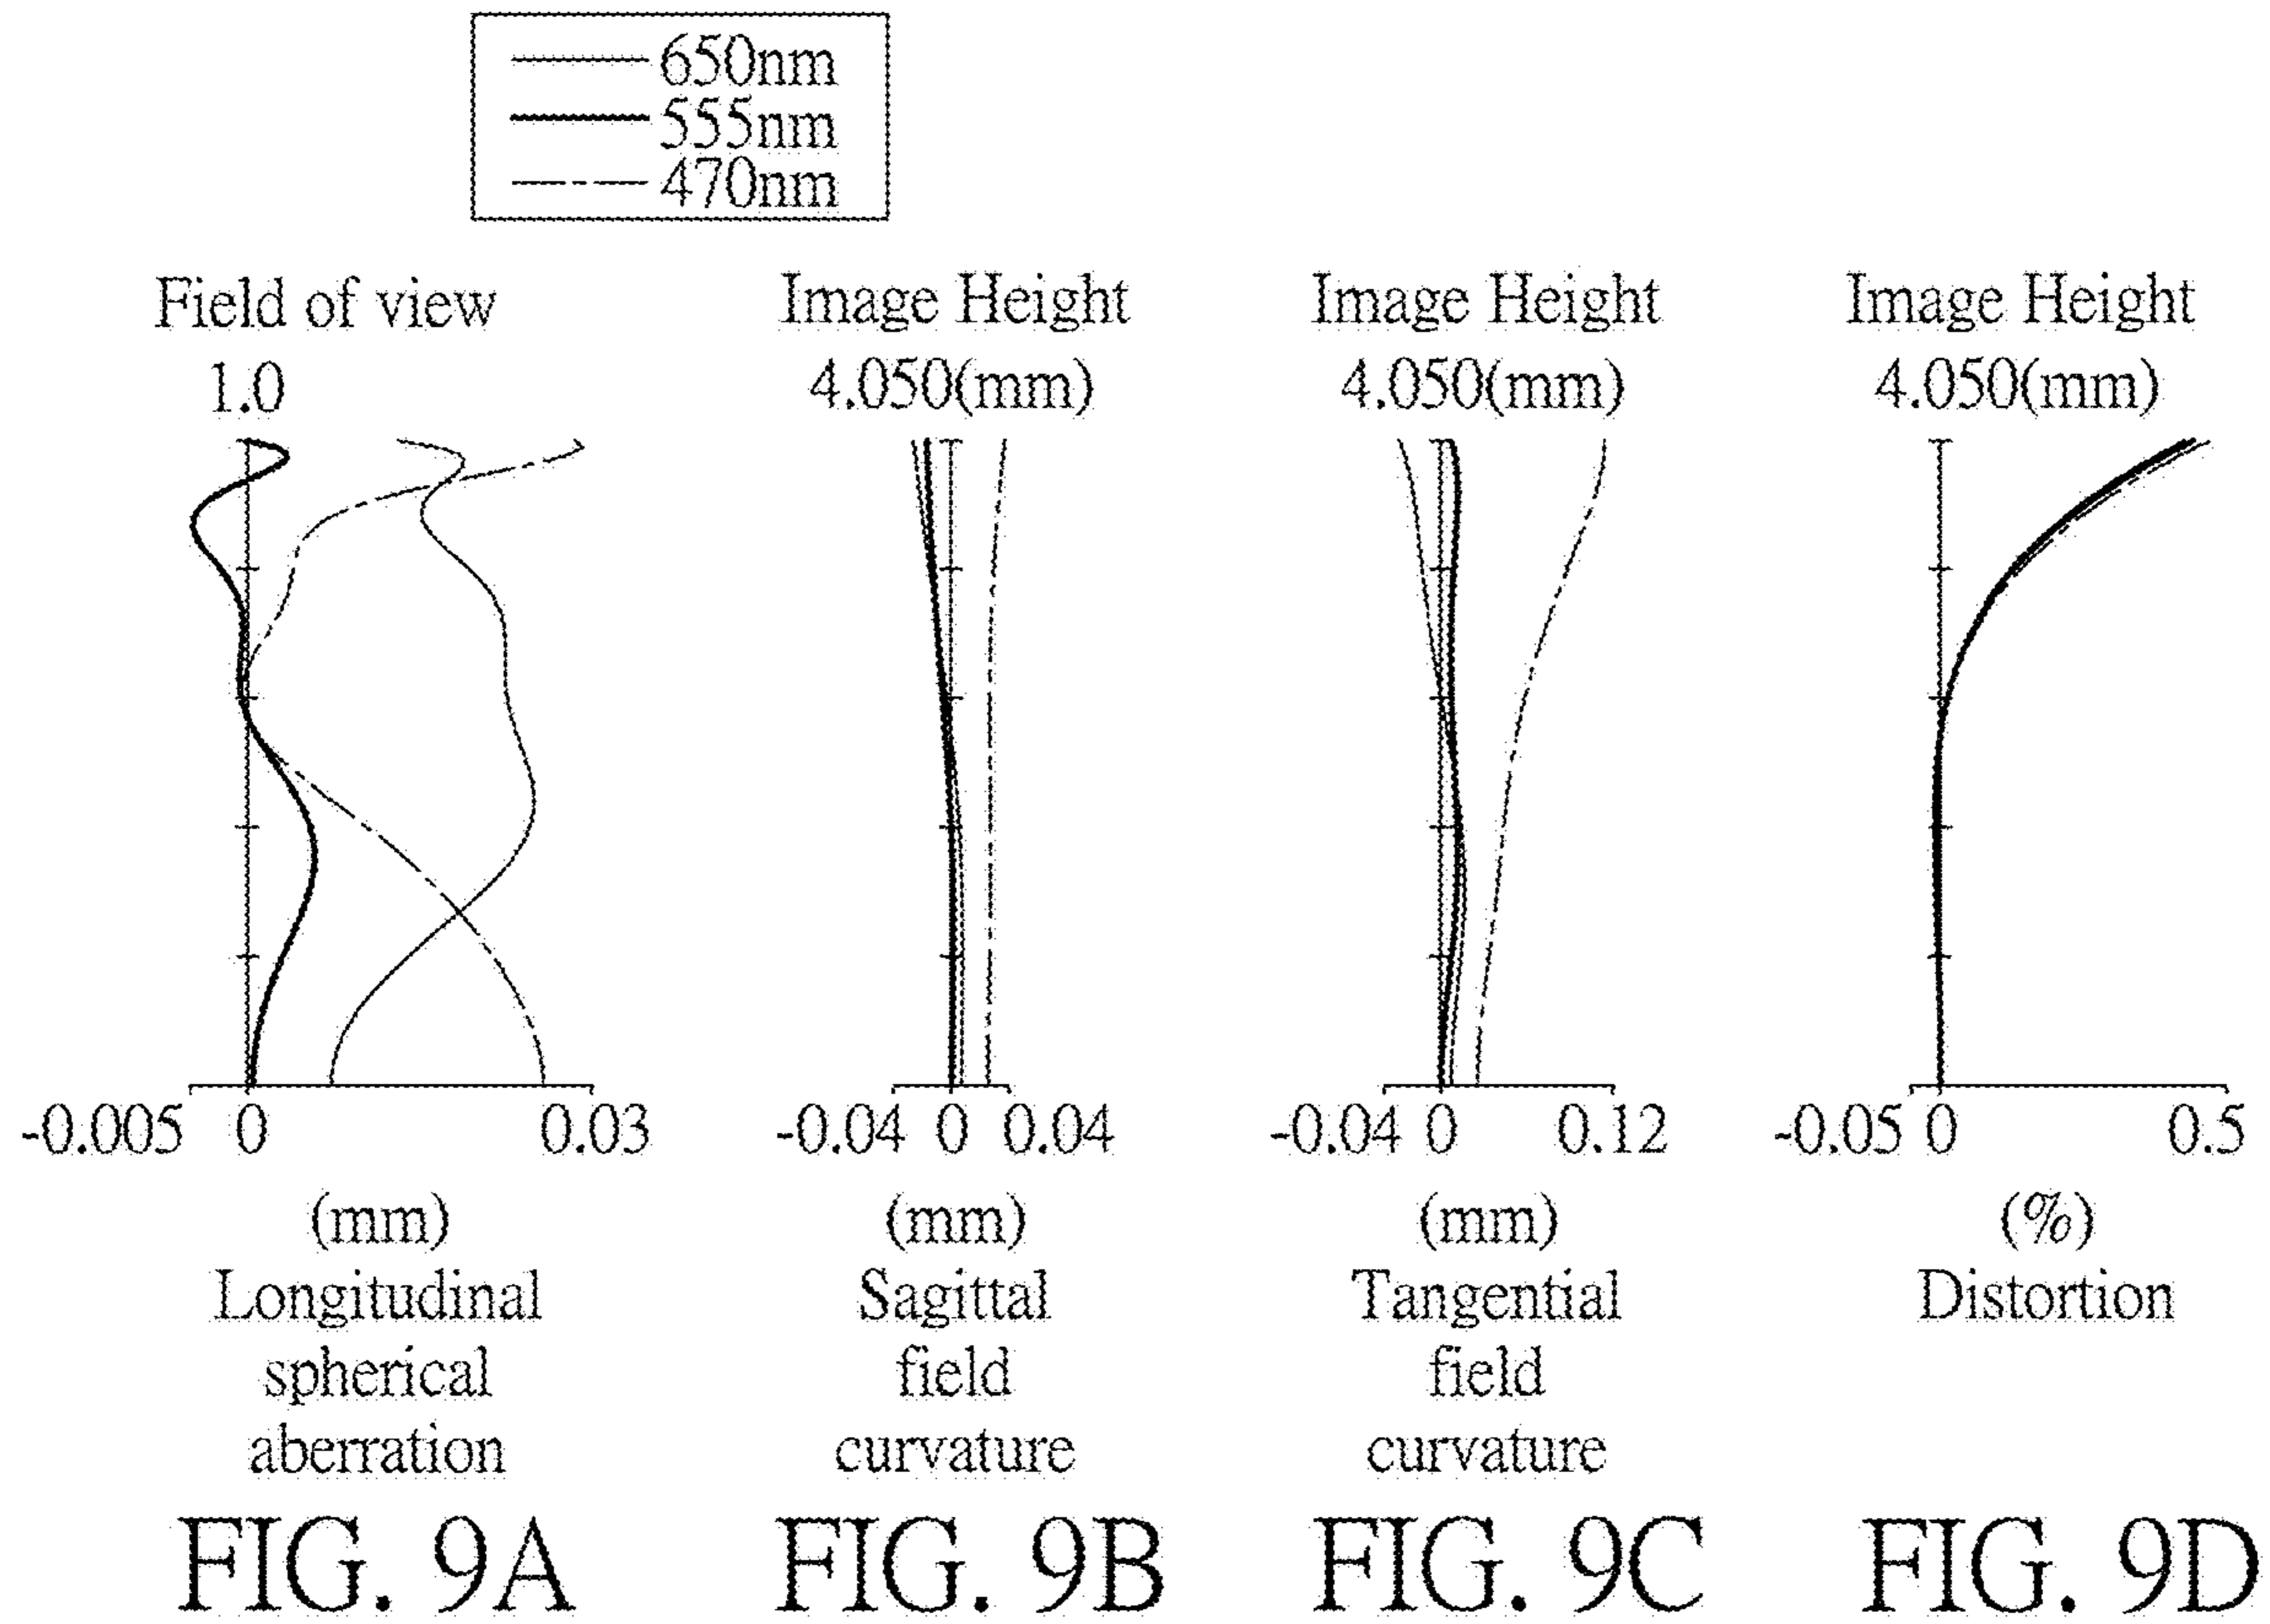 650nm
555nm
470nm
Field of view
1.0
-0.005 0 0.03
(mm)
Longitudinal
spherical
aberration
FIG. 9A
Image Height
4.050(mm)
-0.04 0 0.04
(mm)
Sagittal
field
curvature
FIG. 9B
Image Height
4.050(mm)
-0.04 0 0.12
(mm)
Tangential
field
curvature
FIG. 9C
Image Height
4.050(mm)
-0.05 0 0.5
(%)
Distortion
FIG. 9D